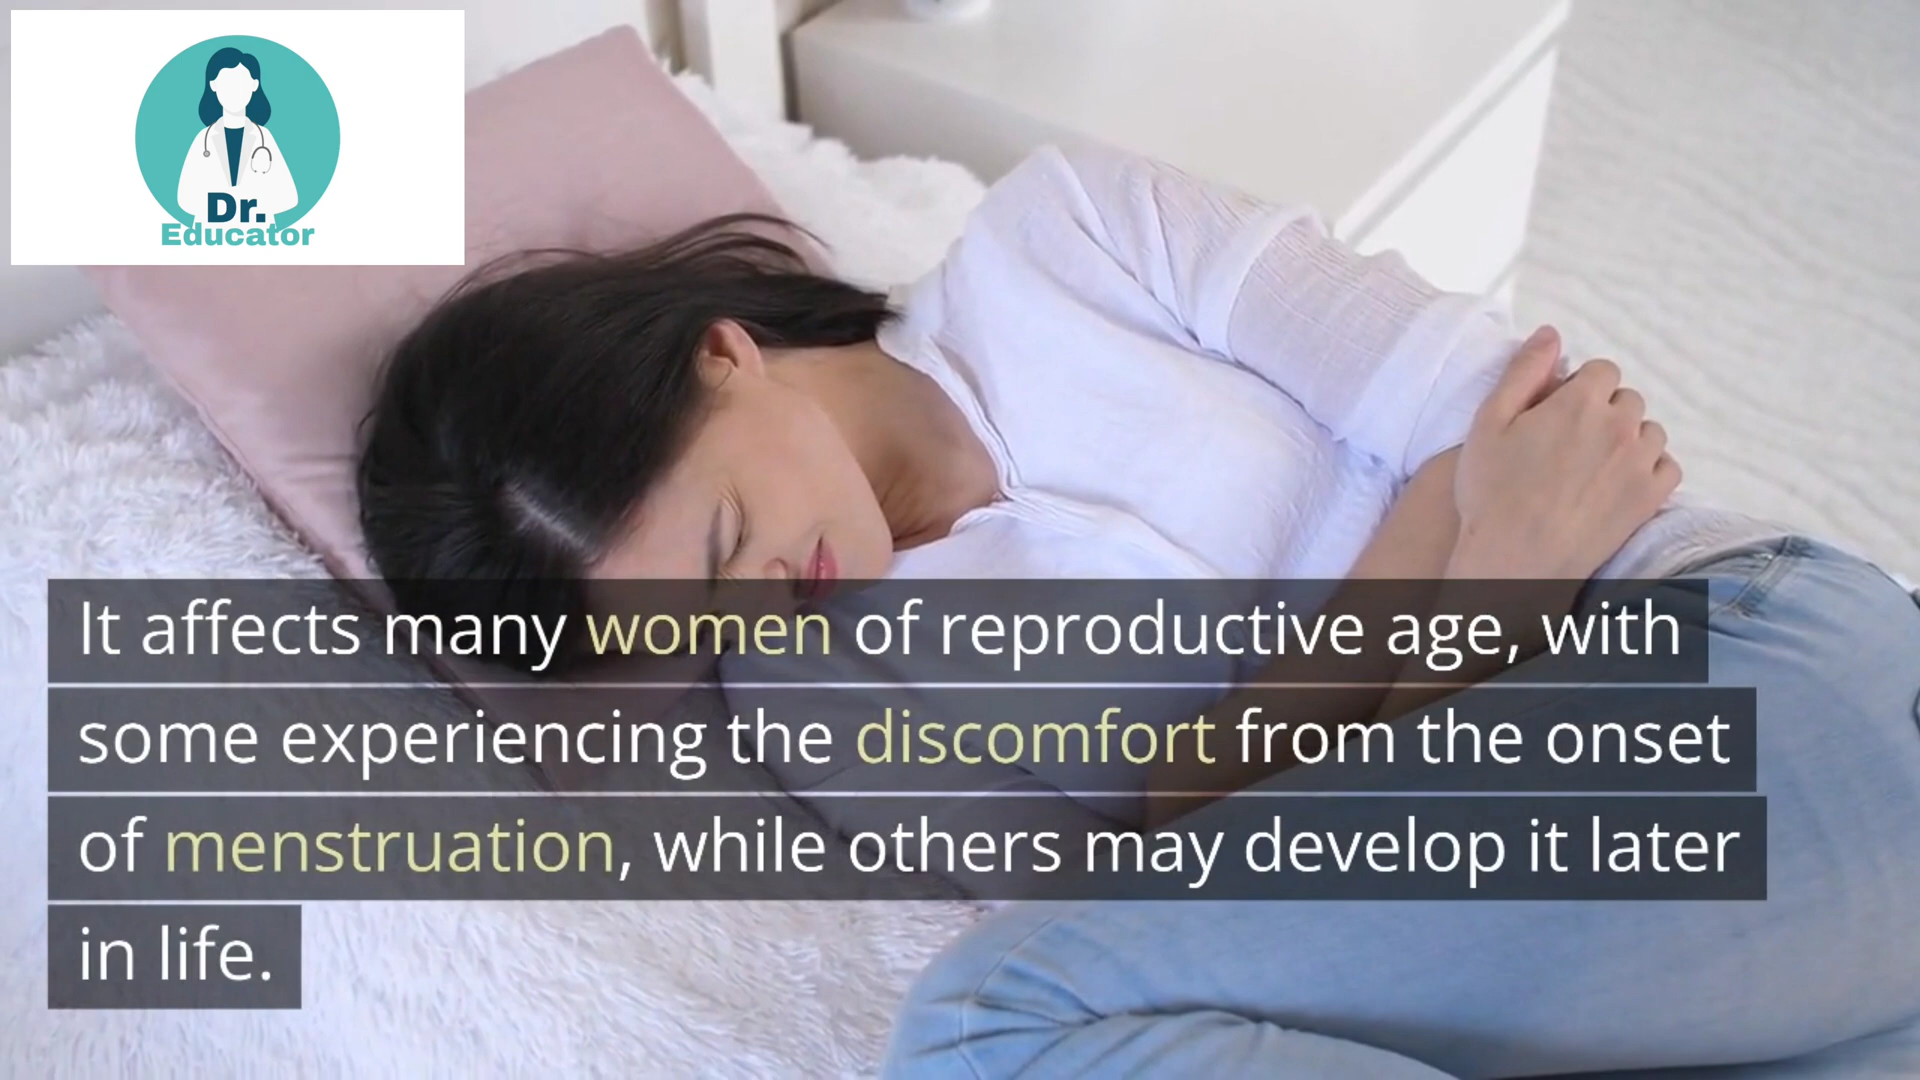 Dr.
Educator
It affects many women of reproductive age, with
some experiencing the discomfort from the onset
of menstruation, while others may develop it later
in life.